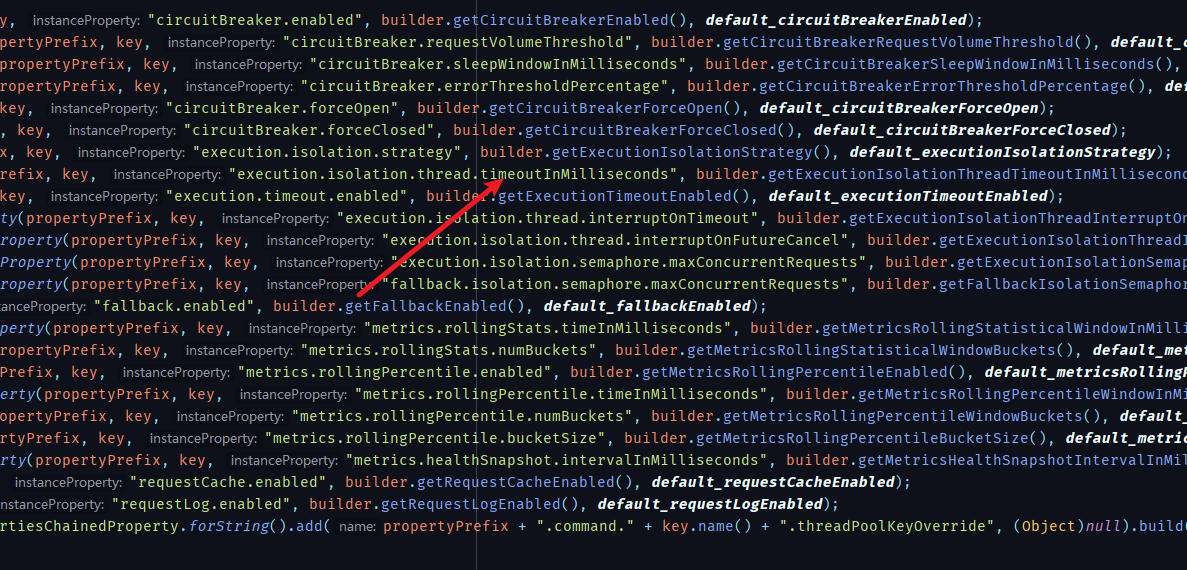 y, instanceProperty: "circuitBreaker.enabled", builder.getCircuitBreakerEnabled(), default_circuitBreakerEnabled);
pertyPrefix, key, instanceProperty: "circuitBreaker.requestVolumeThreshold", builder.getCircuitBreakerRequestVolumeThreshold(), default_c
propertyPrefix, key, instanceProperty: "circuitBreaker.sleepWindowInMilliseconds", builder.getCircuitBreakerSleepWindowInMilliseconds(),
ropertyPrefix, key, instanceProperty: "circuitBreaker.errorThresholdPercentage", builder.getCircuitBreakerErrorThresholdPercentage(), def
key, instanceProperty: "circuitBreaker.forceOpen", builder.getCircuitBreakerForceOpen(), default_circuitBreakerForceOpen);
, key, instanceProperty: "circuitBreaker.forceClosed", builder.getCircuitBreakerForceClosed(), default_circuitBreakerForceClosed);
x, key, instanceProperty: "execution.isolation.strategy", builder.getExecutionIsolationStrategy(), default_executionIsolationStrategy);
refix, key, instanceProperty: "execution.isolation.thread.timeoutInMilliseconds", builder.getExecutionIsolationThreadTimeoutInMillisecon
key, instanceProperty: "execution.timeout.enabled", builder.getExecutionTimeoutEnabled(), default_executionTimeoutEnabled);
ty(propertyPrefix, key, instanceProperty: "execution.isolation.thread.interruptOnTimeout", builder.getExecutionIsolationThreadInterruptOn
roperty(propertyPrefix, key, instanceProperty: "execution.isolation.thread.interruptOnFutureCancel", builder.getExecutionIsolationThreadI
Property(propertyPrefix, key, instanceProperty: "execution.isolation.semaphore.maxConcurrentRequests", builder.getExecutionIsolationSemap
roperty(propertyPrefix, key, instanceProperty: "fallback.isolation.semaphore.maxConcurrentRequests", builder.getFallbackIsolationSemaphor
tanceProperty: "fallback.enabled", builder.getFallbackEnabled(), default_fallbackEnabled);
perty(propertyPrefix, key, instanceProperty: "metrics.rollingStats.timeInMilliseconds", builder.getMetricsRollingStatisticalWindowInMilli
ropertyPrefix, key, instanceProperty: "metrics.rollingStats.numBuckets", builder.getMetricsRollingStatisticalWindowBuckets(), default_met
Prefix, key, instanceProperty: "metrics.rollingPercentile.enabled", builder.getMetricsRollingPercentileEnabled(), default_metricsRolling
erty(propertyPrefix, key, instanceProperty: "metrics.rollingPercentile.timeInMilliseconds", builder.getMetricsRollingPercentileWindowInMi
opertyPrefix, key, instanceProperty: "metrics.rollingPercentile.numBuckets", builder.getMetricsRollingPercentileWindowBuckets(), default_
rtyPrefix, key, instanceProperty: "metrics.rollingPercentile.bucketSize", builder.getMetricsRollingPercentileBucketSize(), default_metric
rty(propertyPrefix, key, instanceProperty: "metrics.healthSnapshot.intervalInMilliseconds", builder.getMetricsHealthSnapshotIntervalInMil
instanceProperty: "requestCache.enabled", builder.getRequestCacheEnabled(), default_requestCacheEnabled);
nstanceProperty: "requestLog.enabled", builder.getRequestLogEnabled(), default_requestLogEnabled);
rtiesChainedProperty.forString().add( name: propertyPrefix + ".command." + key.name() + ".threadPoolKeyOverride", (Object)null).build(